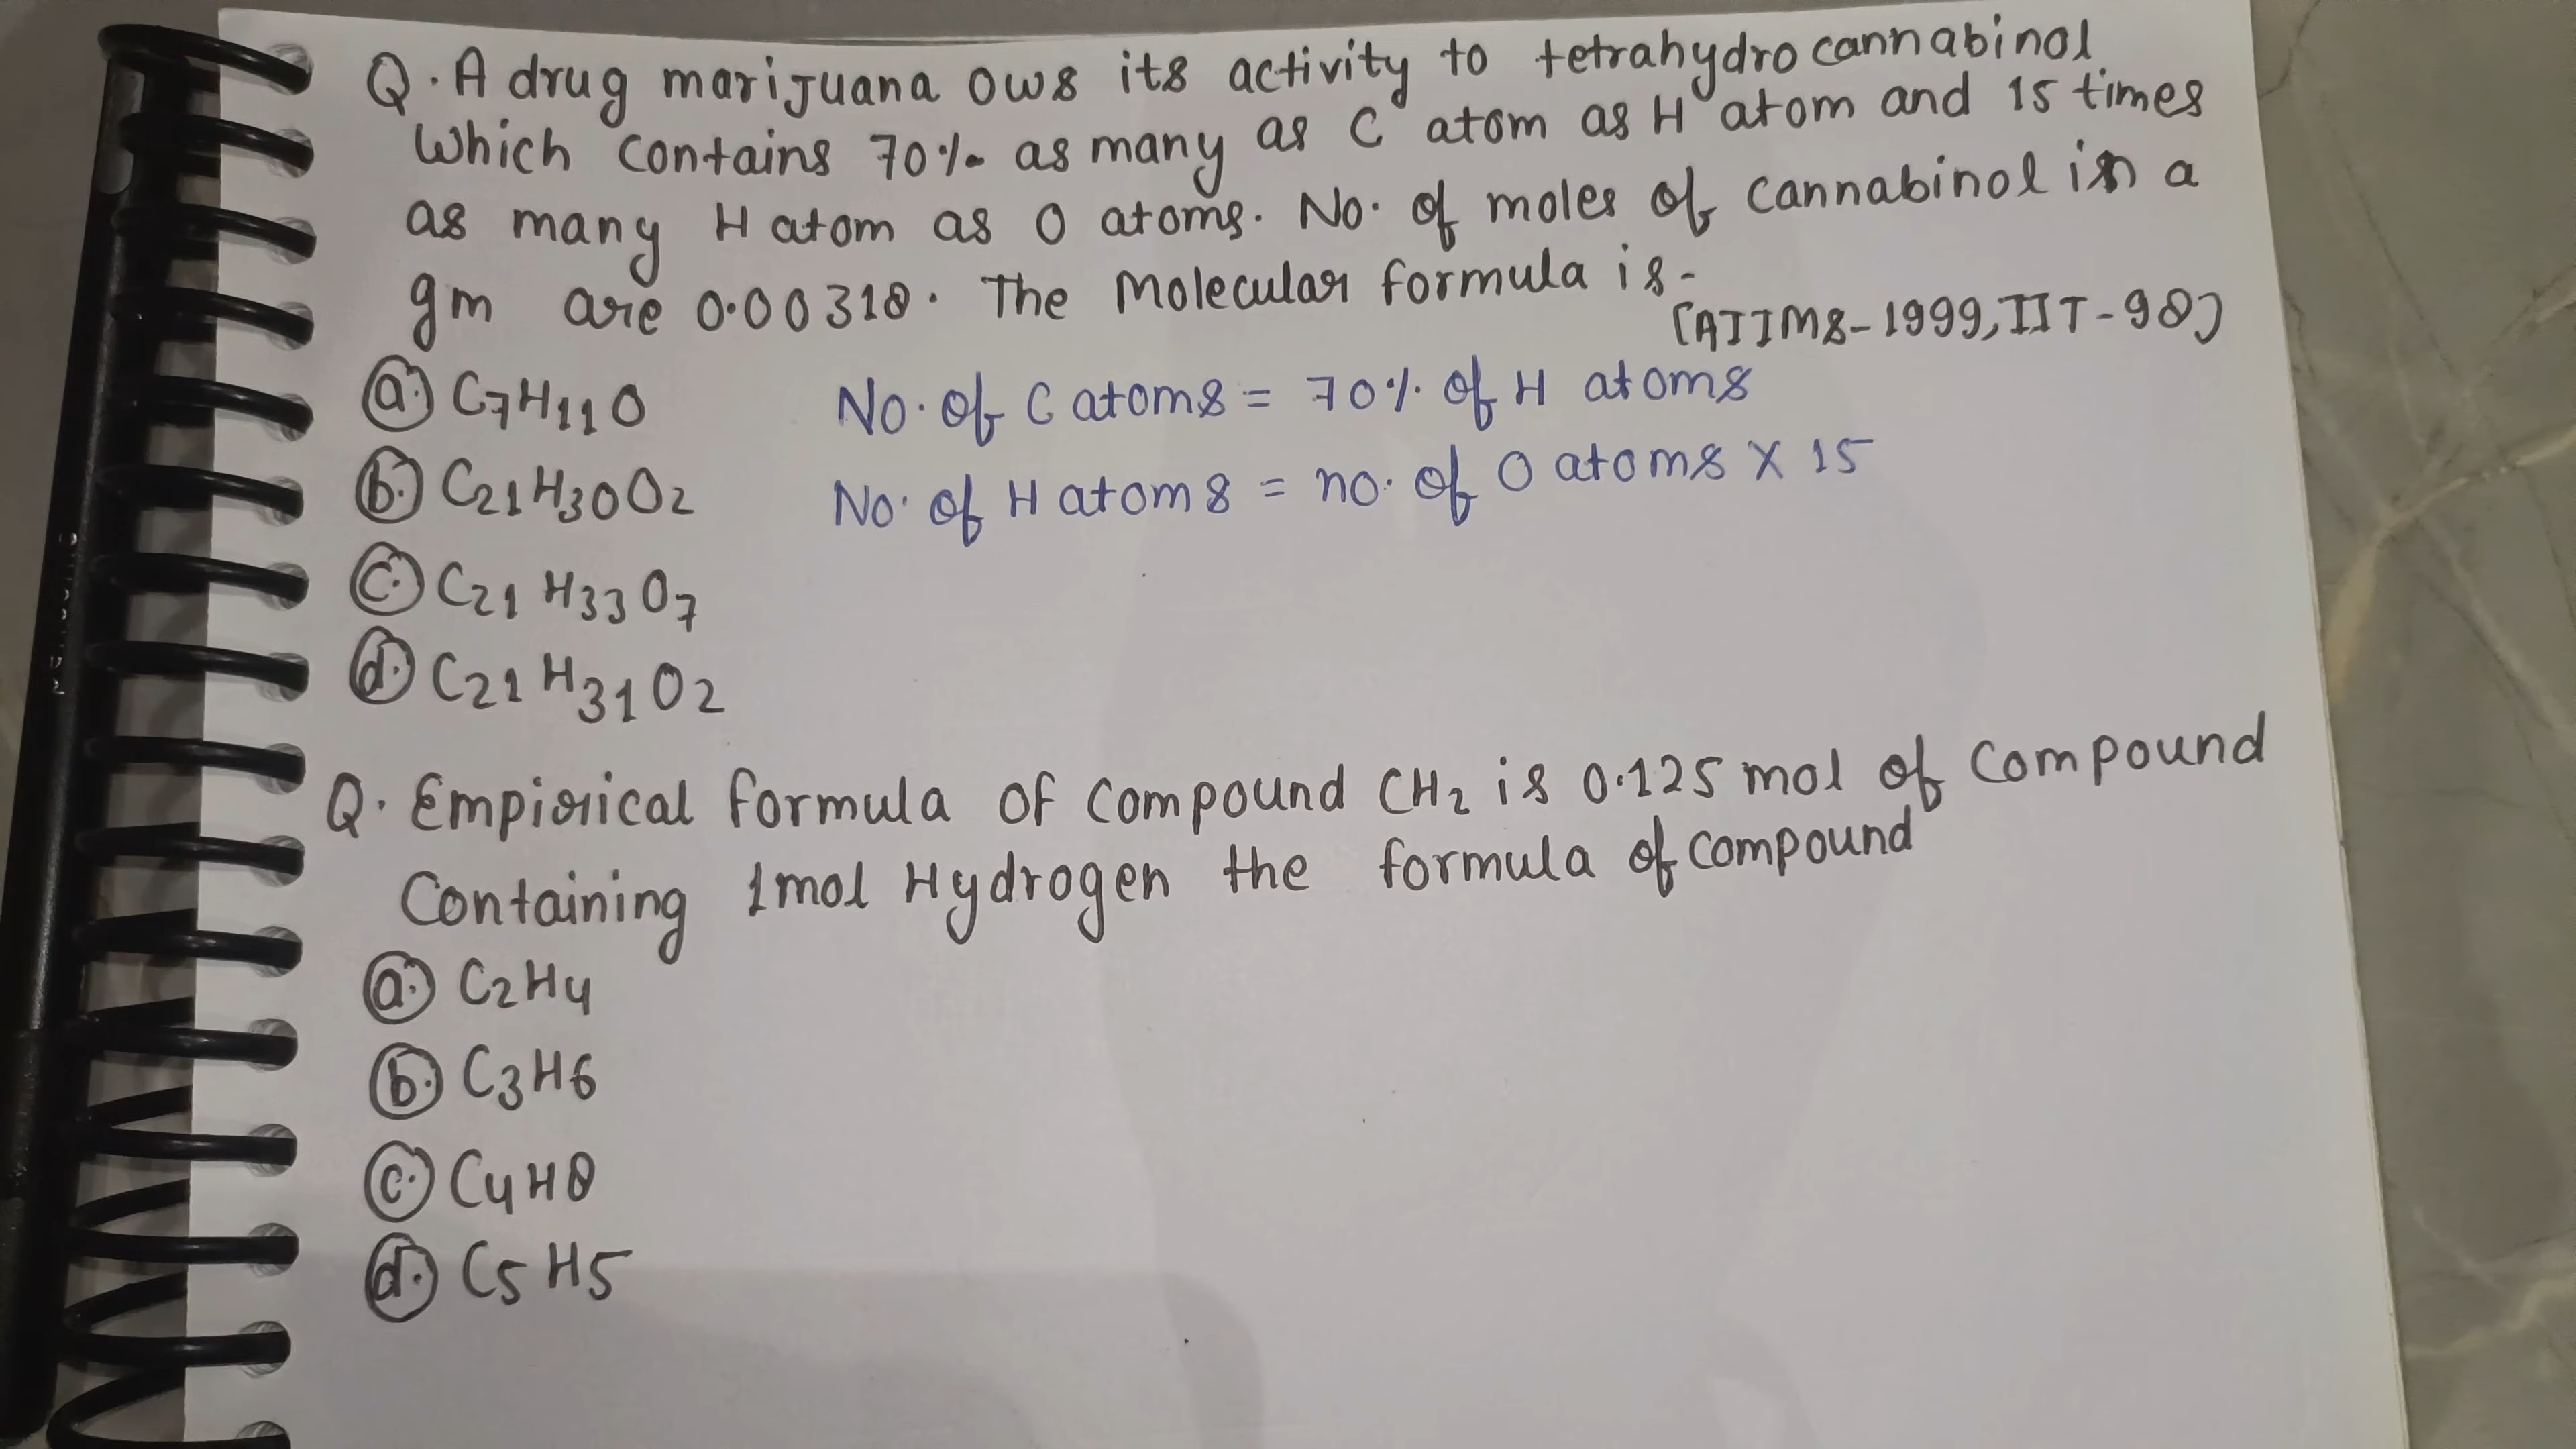 Q. A drug marijuana ows its activity to tetrahydrocannabinol
Which contains 70% as many as C atom as H atom and 15 times
as many H atom as O atoms. No. of moles of cannabinol in a
gm are 0.00318. The Molecular formula is-
[AIIMS-1999, IIT-98]
(a.) C7H11O
No. of C atoms = 70% of H atoms
(b.) C21H30O2
No. of H atoms = no. of O atoms × 15
(c.) C21H33O7
(d.) C21H31O2
Q. Empirical formula of compound CH2 is 0.125 mol of compound
Containing 1mol Hydrogen the formula of compound
(a.) C2H4
(b.) C3H6
(c.) C4H8
(d.) C5H5